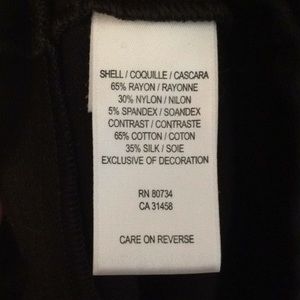 SHELL / COQUILLE / CASCARA
65% RAYON / RAYONNE
30% NYLON / NILON
5% SPANDEX / SOANDEX
CONTRAST / CONTRASTE
65% COTTON / COTON
35% SILK / SOIE
EXCLUSIVE OF DECORATION
RN 80734
CA 31458
CARE ON REVERSE